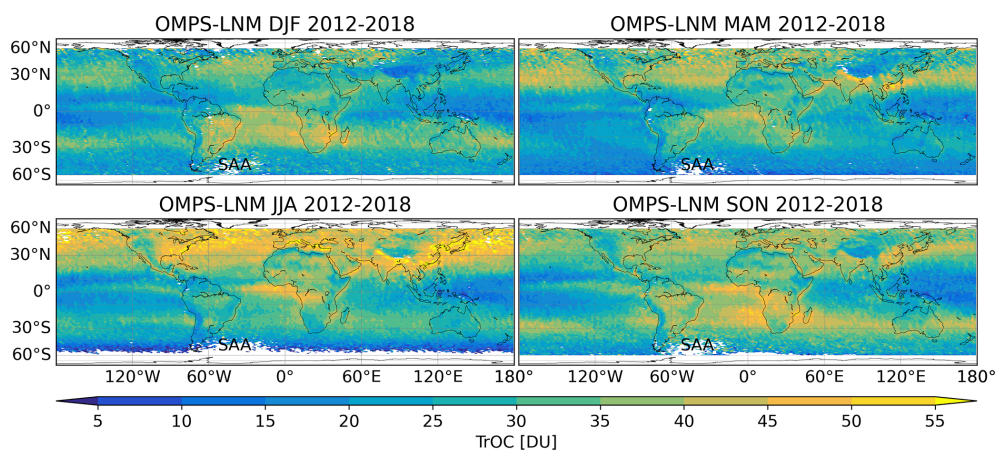 OMPS-LNM DJF 2012-2018 OMPS-LNM MAM 2012-2018
60°N
30°N
0°
30°S
60°S
SAA SAA
OMPS-LNM JJA 2012-2018 OMPS-LNM SON 2012-2018
60°N
30°N
0°
30°S
60°S
SAA SAA
120°W 60°W 0° 60°E 120°E 180° 120°W 60°W 0° 60°E 120°E 180°
5 10 15 20 25 30 35 40 45 50 55
TrOC [DU]